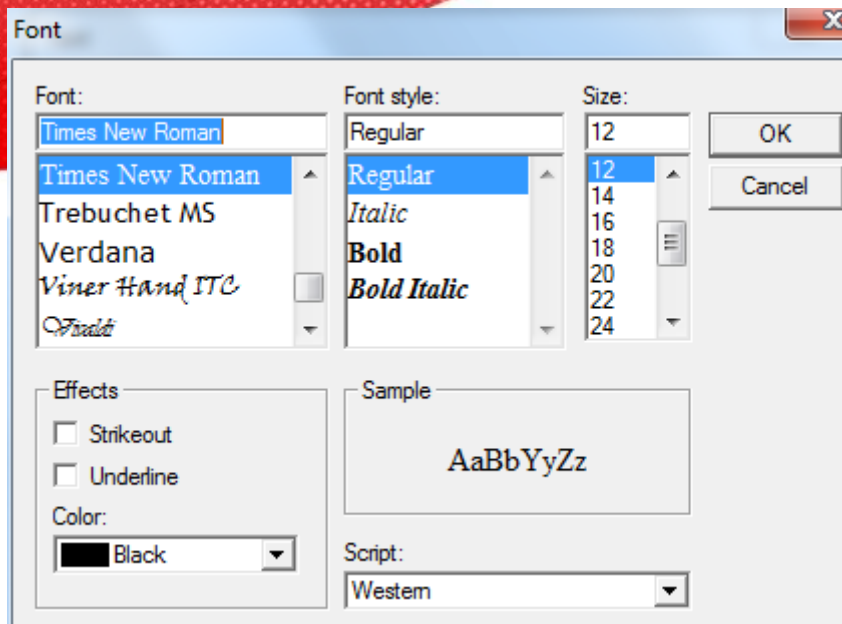 Font
Font:
Font style:
Size:
Times New Roman
Regular
12
OK
Cancel
Times New Roman
Trebuchet MS
Verdana
Viner Hand ITC
Vivaldi
Regular
Italic
Bold
Bold Italic
12
14
16
18
20
22
24
Effects
Strikeout
Underline
Color:
Black
Sample
AaBbYyZz
Script:
Western